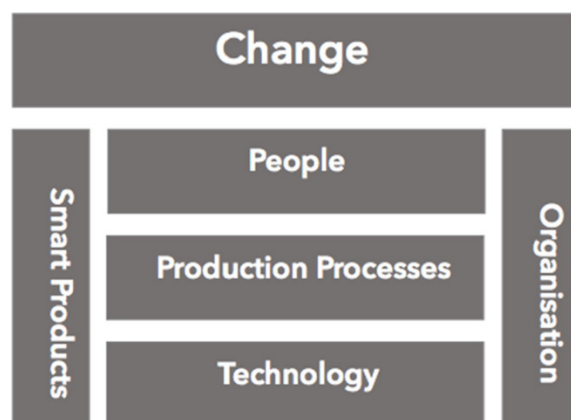 Change
People
Smart Products
Production Processes
Organisation
Technology